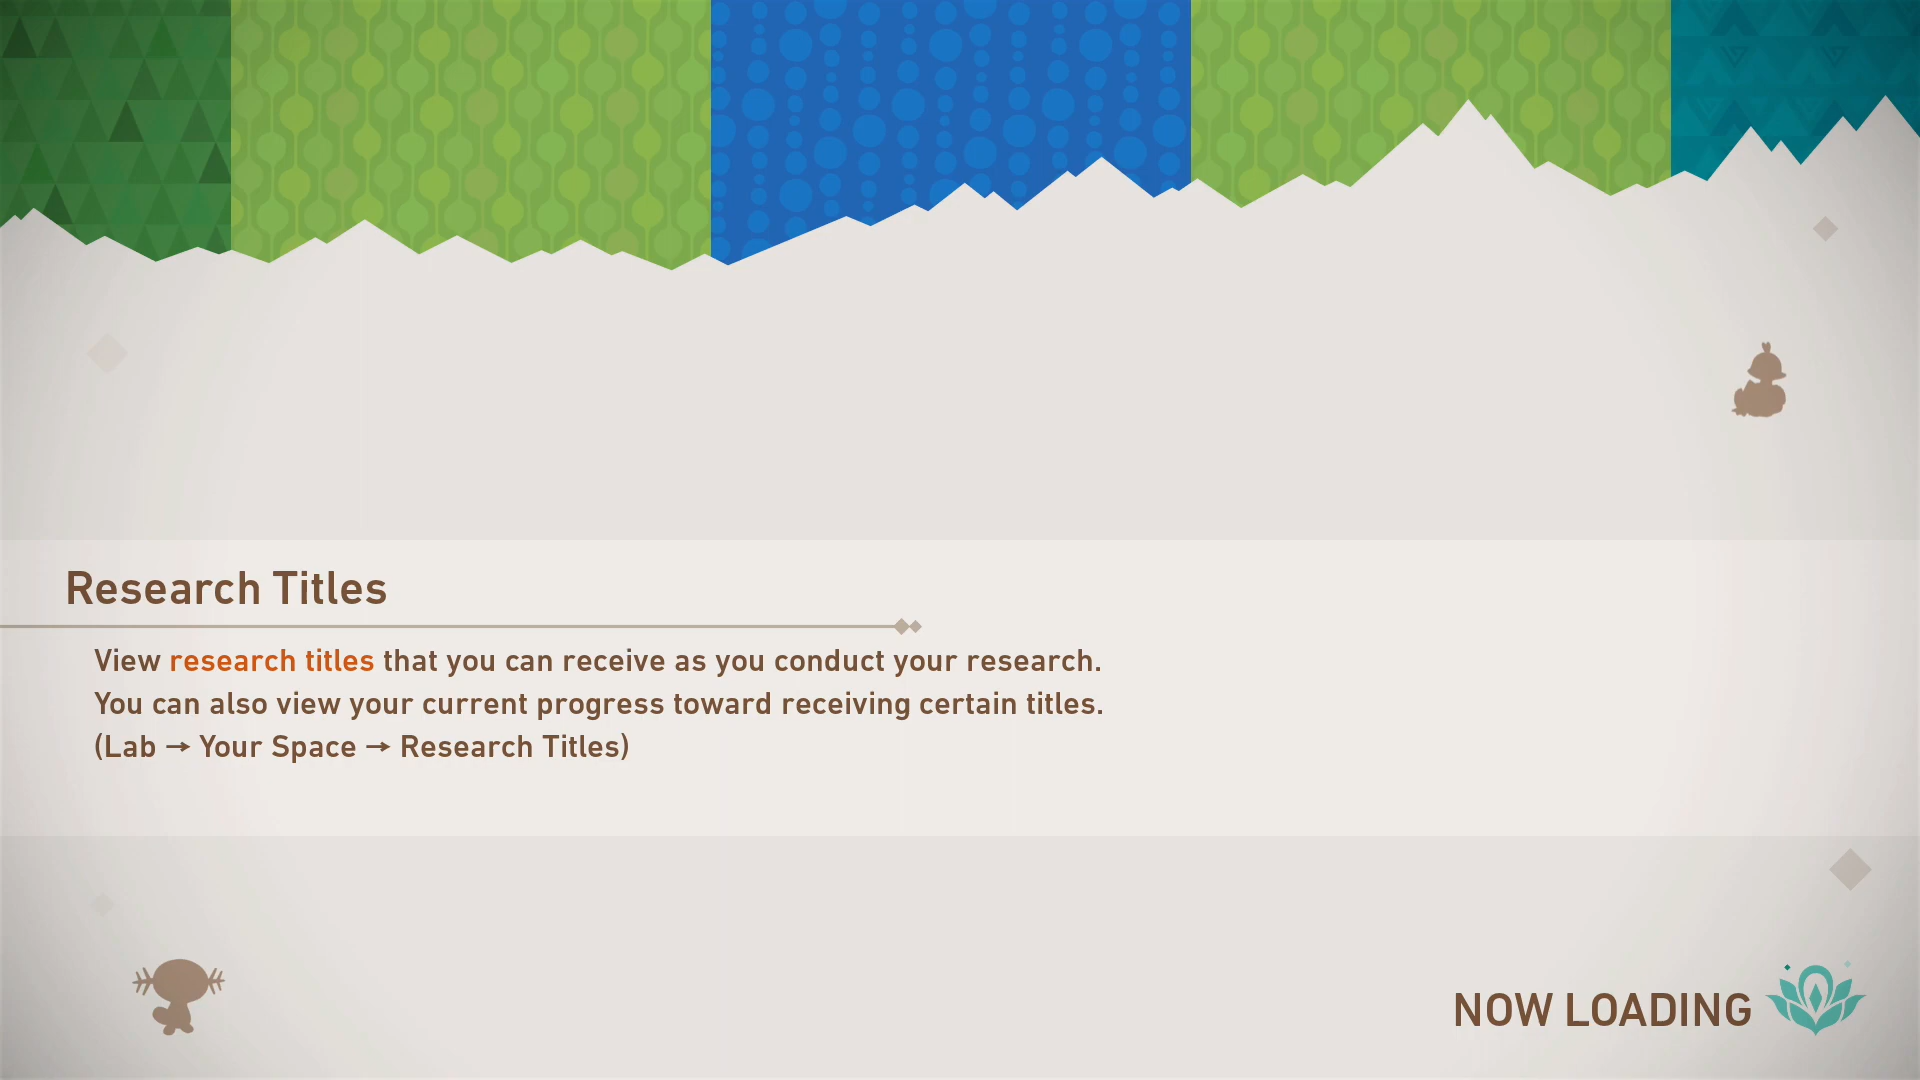 Research Titles
View research titles that you can receive as you conduct your research.
You can also view your current progress toward receiving certain titles.
(Lab → Your Space → Research Titles)
NOW LOADING